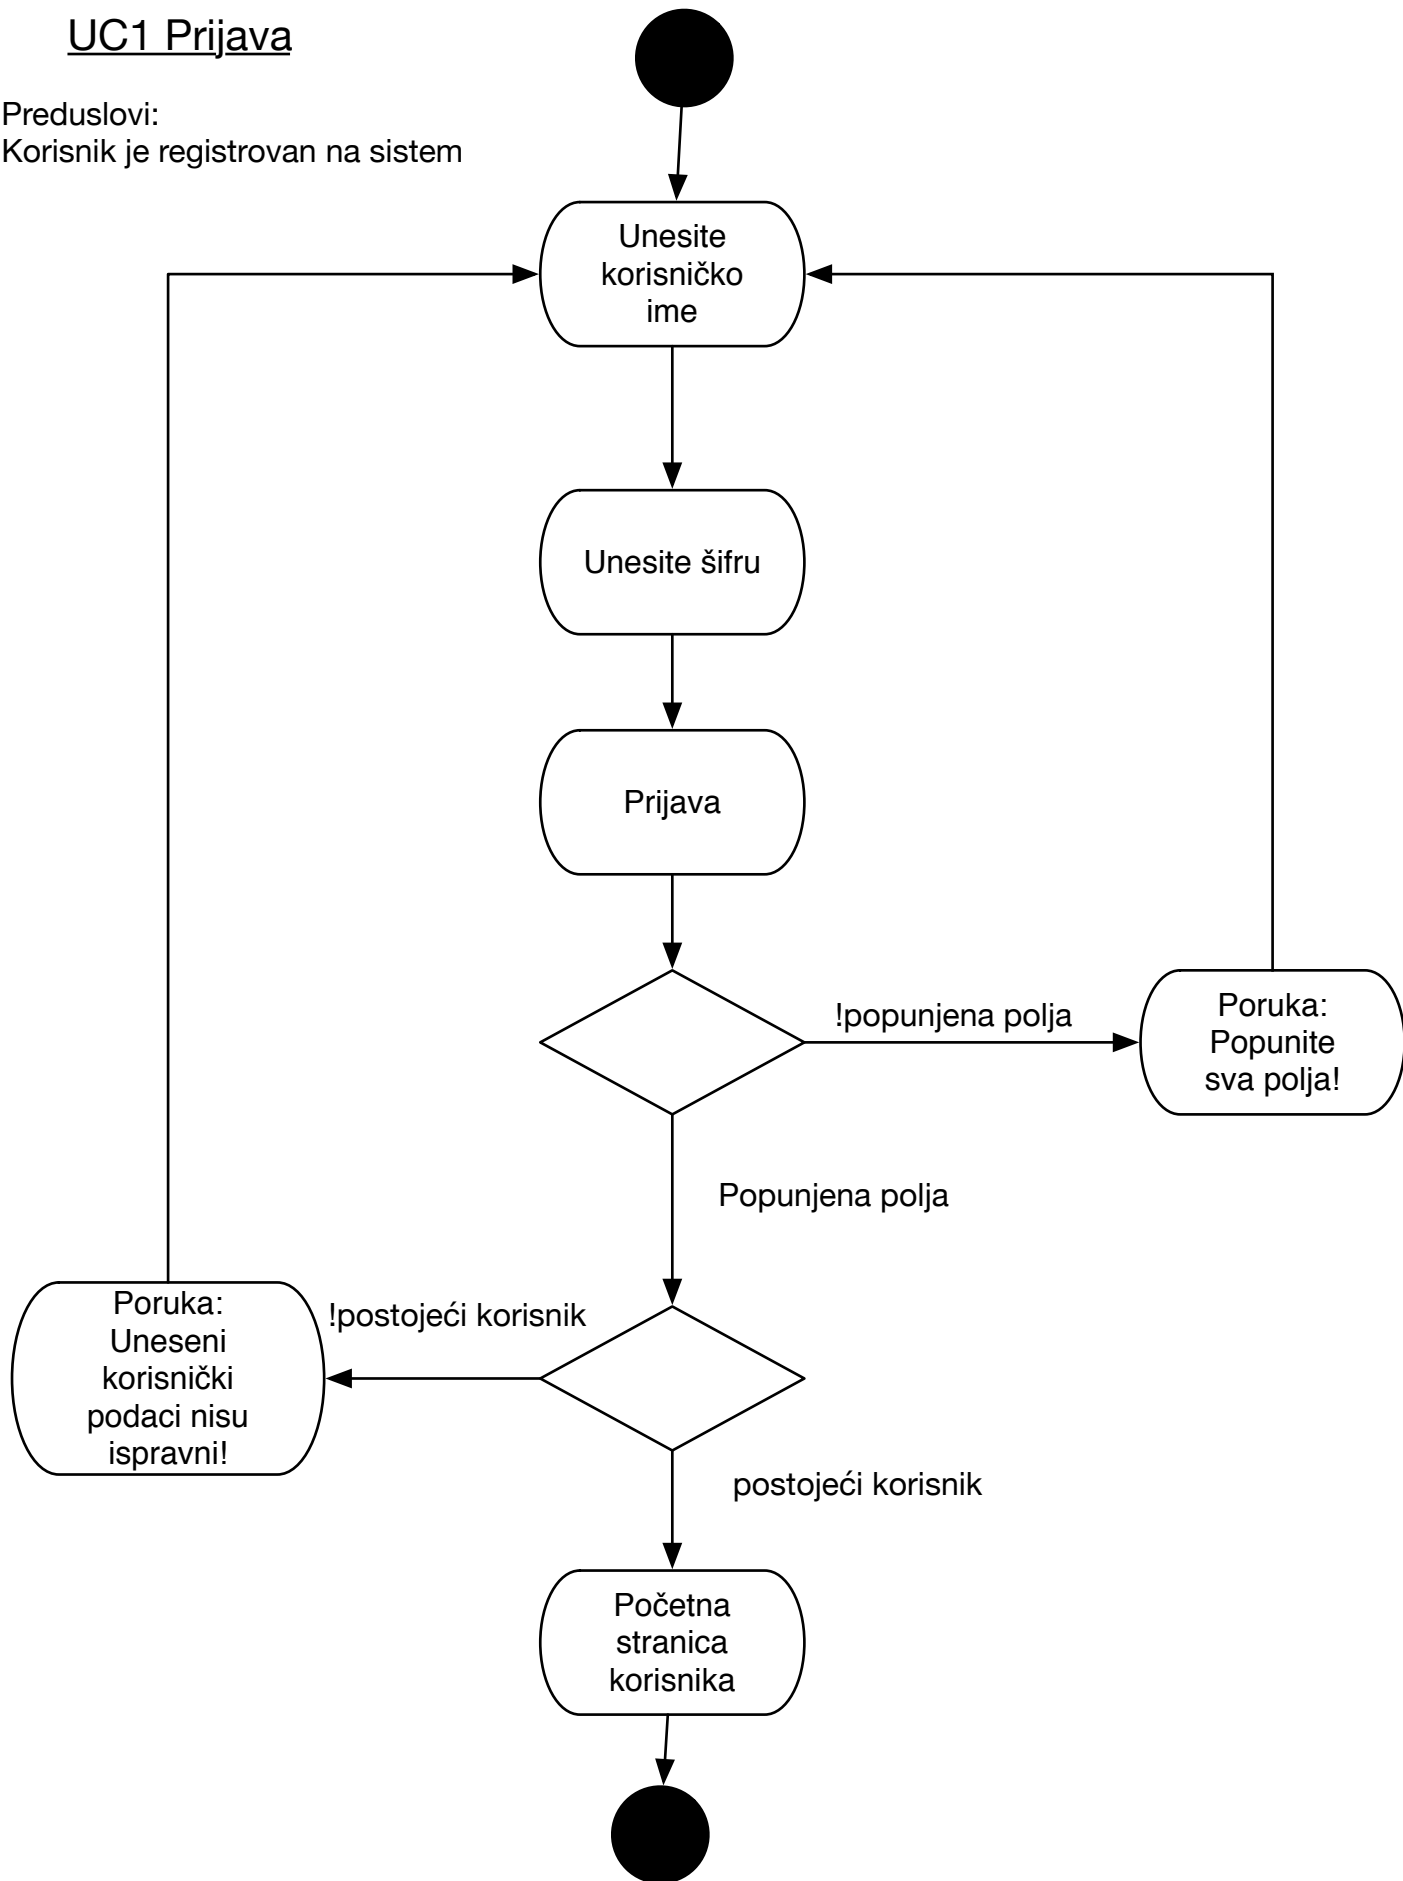 UC1 Prijava
Preduslovi:
Korisnik je registrovan na sistem
Unesite
korisničko
ime
Unesite šifru
Prijava
!popunjena polja
Poruka:
Popunite
sva polja!
Popunjena polja
!postojeći korisnik
Poruka:
Uneseni
korisnički
podaci nisu
ispravni!
postojeći korisnik
Početna
stranica
korisnika